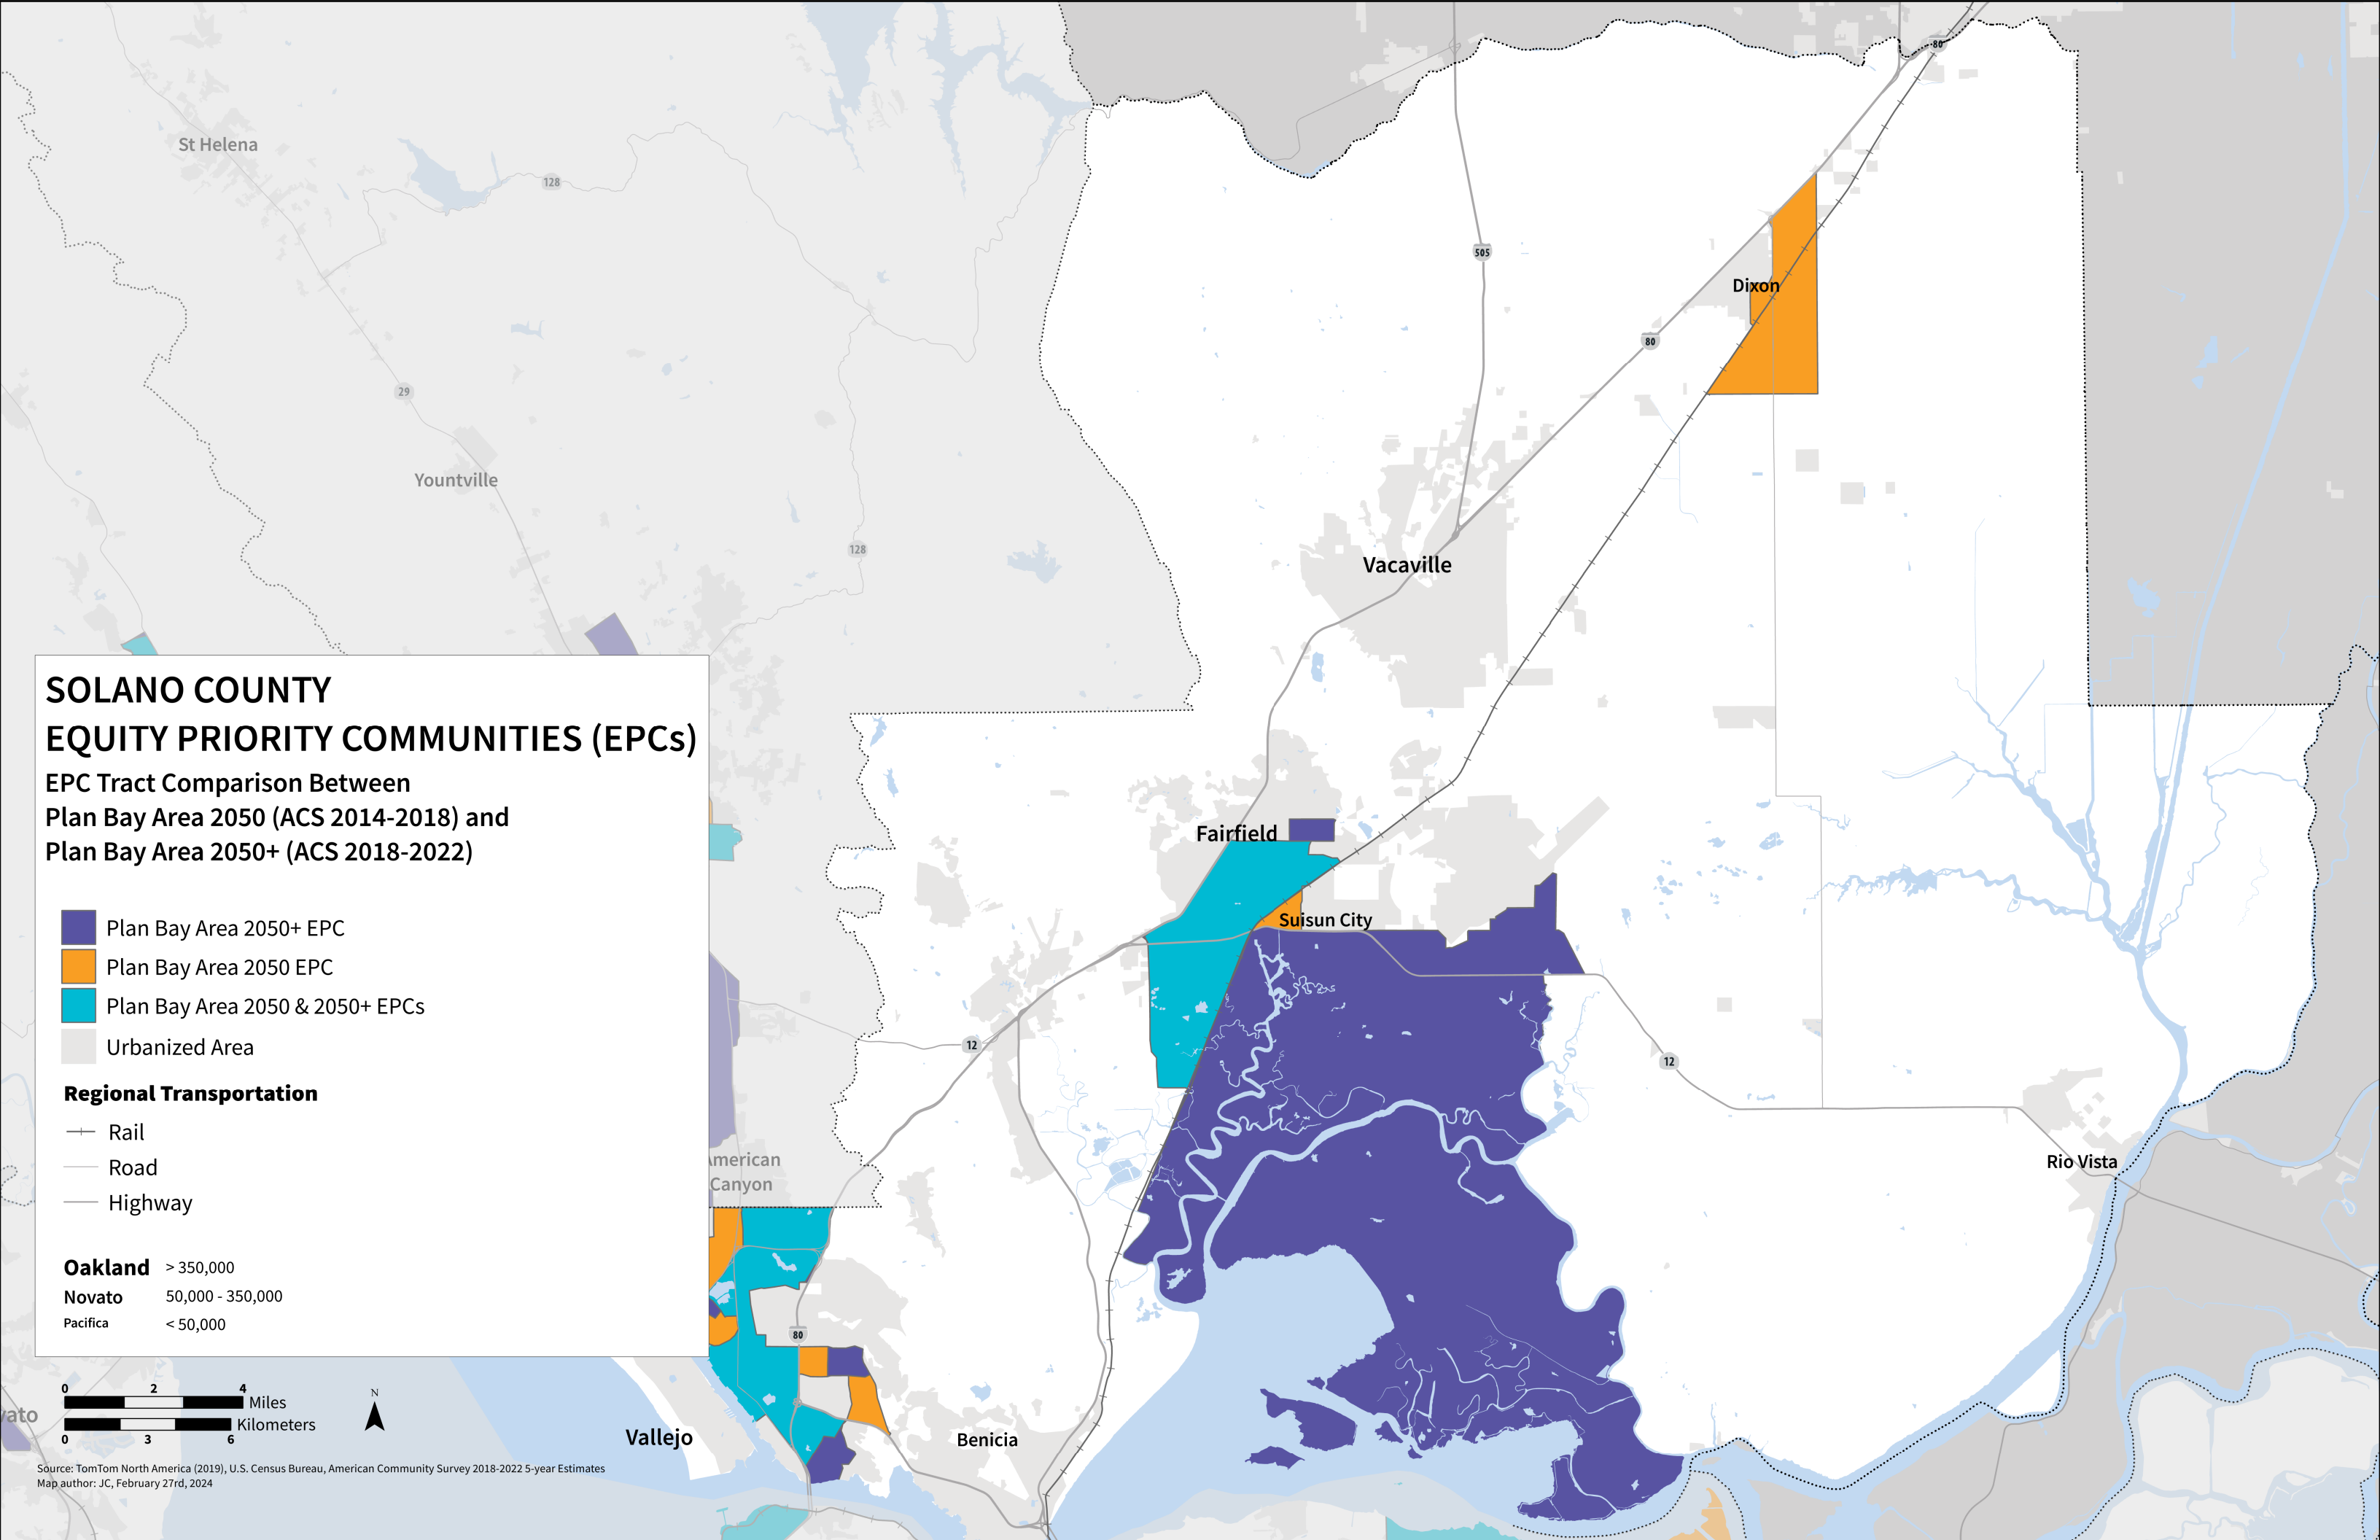 80
St Helena
128
505
Dixon
80
29
Yountville
128
Vacaville
SOLANO COUNTY
EQUITY PRIORITY COMMUNITIES (EPCs)
EPC Tract Comparison Between
Plan Bay Area 2050 (ACS 2014-2018) and
Plan Bay Area 2050+ (ACS 2018-2022)
Plan Bay Area 2050+ EPC
Plan Bay Area 2050 EPC
Plan Bay Area 2050 & 2050+ EPCs
Urbanized Area
Regional Transportation
Rail
Road
Highway
Oakland > 350,000
Novato 50,000 - 350,000
Pacifica < 50,000
Fairfield
Suisun City
12
12
American
Canyon
Rio Vista
80
0 2 4
Miles
Kilometers
0 3 6
N
vato
Vallejo
Benicia
Source: TomTom North America (2019), U.S. Census Bureau, American Community Survey 2018-2022 5-year Estimates
Map author: JC, February 27rd, 2024